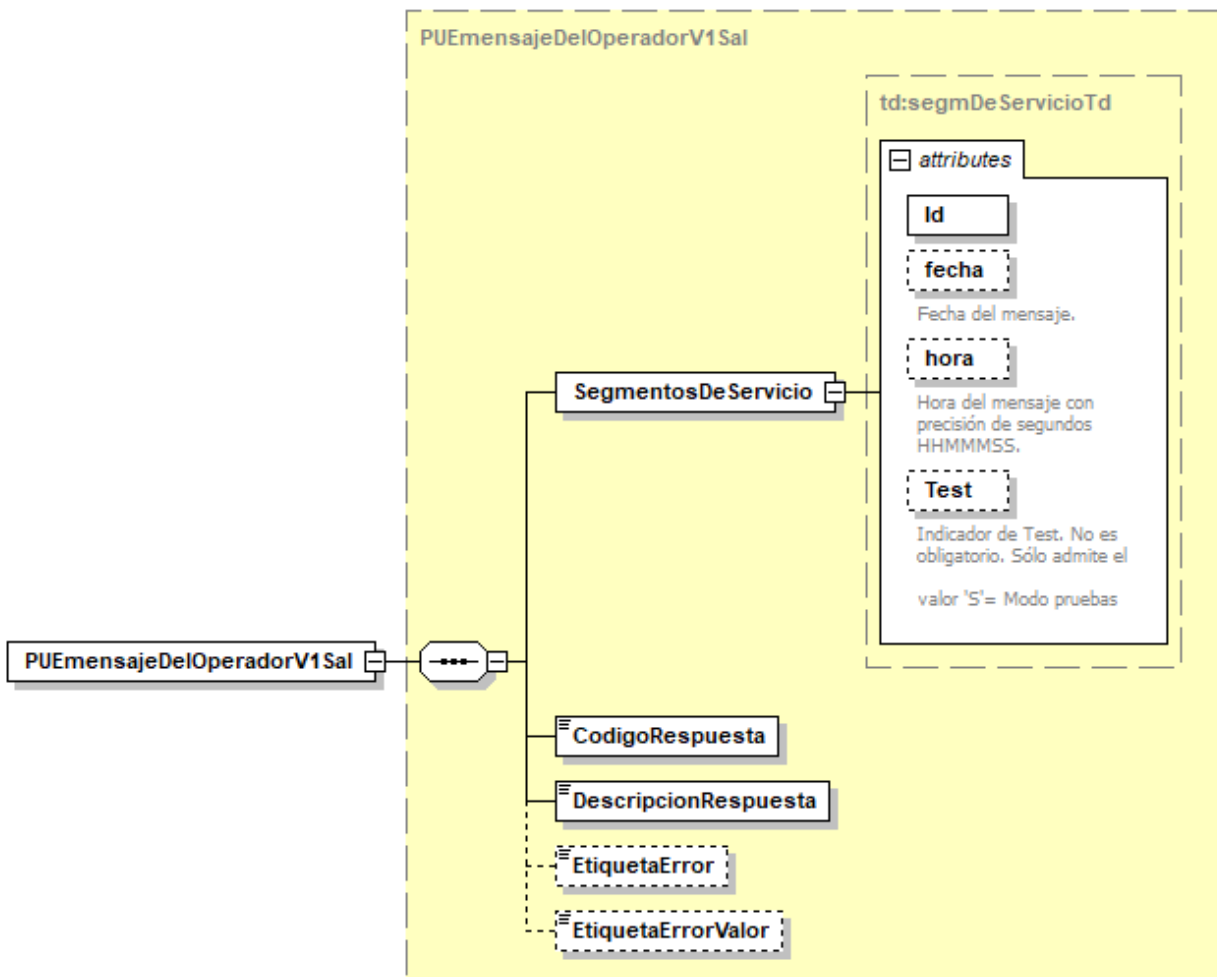 PUEmensajeDelOperadorV1Sal
td:segmDeServicioTd
attributes
Id
fecha
Fecha del mensaje.
hora
Hora del mensaje con
precisión de segundos
HHMMMSS.
Test
Indicador de Test. No es
obligatorio. Sólo admite el
valor 'S'= Modo pruebas
SegmentosDeServicio
PUEmensajeDelOperadorV1Sal
CodigoRespuesta
DescripcionRespuesta
EtiquetaError
EtiquetaErrorValor